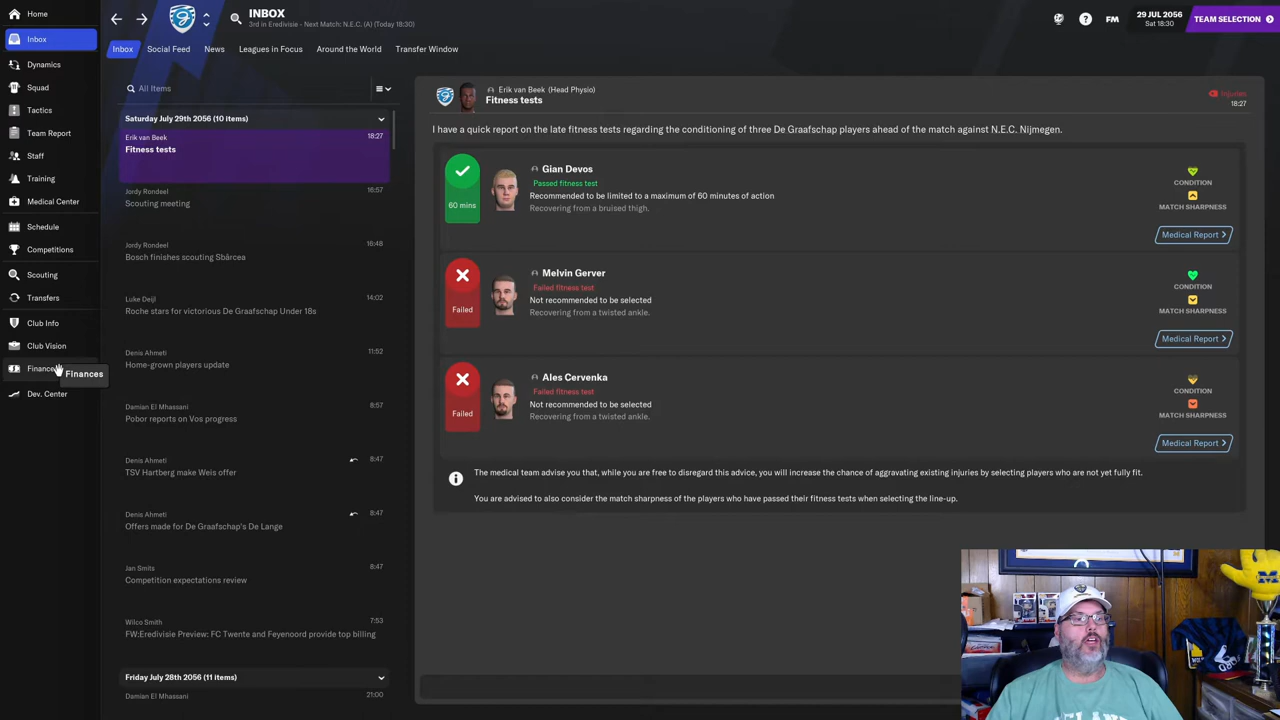 Home
Inbox
Dynamics
Squad
Tactics
Team Report
Staff
Training
Medical Center
Schedule
Competitions
Scouting
Transfers
Club Info
Club Vision
Finances
Finances
Dev. Center
INBOX
3rd in Eredivisie - Next Match: N.E.C. (A) (Today 18:30)
FM
29 JUL 2056
Sat 18:30
TEAM SELECTION
Inbox
Social Feed
News
Leagues in Focus
Around the World
Transfer Window
All Items
Saturday July 29th 2056 (10 items)
Erik van Beek 18:27
Fitness tests
Jordy Rondeel 16:57
Scouting meeting
Jordy Rondeel 16:48
Bosch finishes scouting Sbârcea
Luke Deijl 14:02
Roche stars for victorious De Graafschap Under 18s
Denis Ahmeti 11:52
Home-grown players update
Damian El Mhassani 8:57
Pobor reports on Vos progress
Denis Ahmeti 8:47
TSV Hartberg make Weis offer
Denis Ahmeti 8:47
Offers made for De Graafschap's De Lange
Jan Smits 8:47
Competition expectations review
Wilco Smith 7:53
FW:Eredivisie Preview: FC Twente and Feyenoord provide top billing
Friday July 28th 2056 (11 items)
Damian El Mhassani 21:00
Erik van Beek (Head Physio)
Fitness tests
Injuries
18:27
I have a quick report on the late fitness tests regarding the conditioning of three De Graafschap players ahead of the match against N.E.C. Nijmegen.
60 mins
Gian Devos
Passed fitness test
Recommended to be limited to a maximum of 60 minutes of action
Recovering from a bruised thigh.
CONDITION
MATCH SHARPNESS
Medical Report
Failed
Melvin Gerver
Failed fitness test
Not recommended to be selected
Recovering from a twisted ankle.
CONDITION
MATCH SHARPNESS
Medical Report
Failed
Ales Cervenka
Failed fitness test
Not recommended to be selected
Recovering from a twisted ankle.
CONDITION
MATCH SHARPNESS
Medical Report
The medical team advise you that, while you are free to disregard this advice, you will increase the chance of aggravating existing injuries by selecting players who are not yet fully fit.
You are advised to also consider the match sharpness of the players who have passed their fitness tests when selecting the line-up.